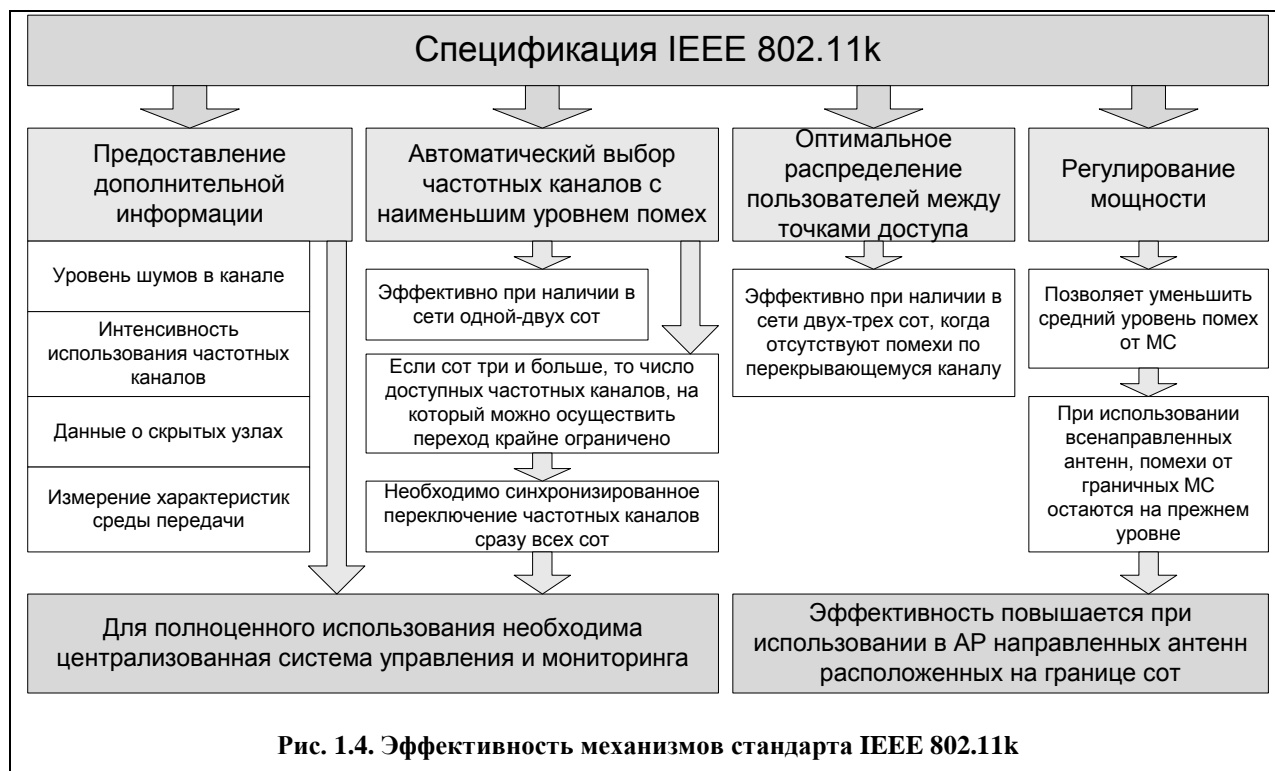 Спецификация IEEE 802.11k
Предоставление
дополнительной
информации
Уровень шумов в канале
Интенсивность
использования частотных
каналов
Данные о скрытых узлах
Измерение характеристик
среды передачи
Автоматический выбор
частотных каналов с
наименьшим уровнем помех
Эффективно при наличии в
сети одной-двух сот
Если сот три и больше, то число
доступных частотных каналов, на
который можно осуществить
переход крайне ограничено
Необходимо синхронизированное
переключение частотных каналов
сразу всех сот
Для полноценного использования необходима
централизованная система управления и мониторинга
Оптимальное
распределение
пользователей между
точками доступа
Эффективно при наличии в
сети двух-трех сот, когда
отсутствуют помехи по
перекрывающемуся каналу
Регулирование
мощности
Позволяет уменьшить
средний уровень помех
от МС
При использовании
всенаправленных
антенн, помехи от
граничных МС
остаются на прежнем
уровне
Эффективность повышается при
использовании в AP направленных антенн
расположенных на границе сот
Рис. 1.4. Эффективность механизмов стандарта IEEE 802.11k